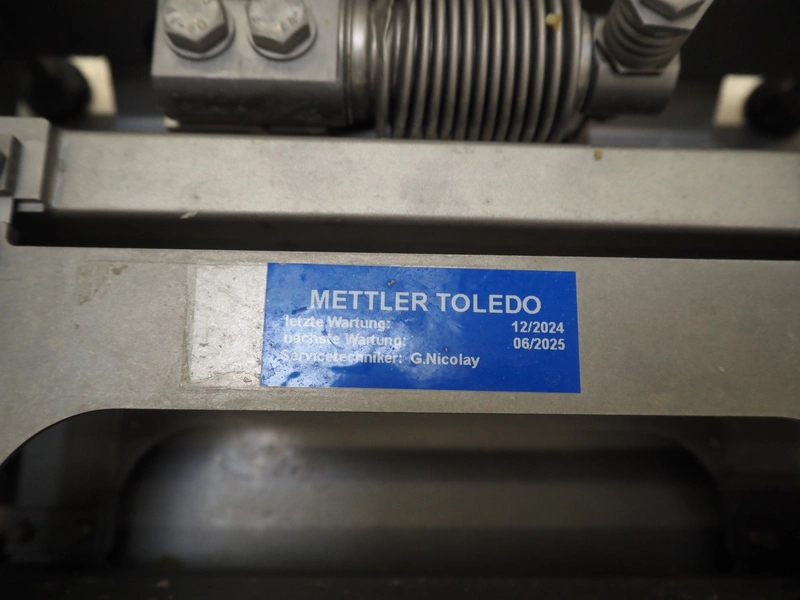 METTLER TOLEDO
letzte Wartung: 12/2024
nächste Wartung: 06/2025
Servicetechniker: G.Nicolay